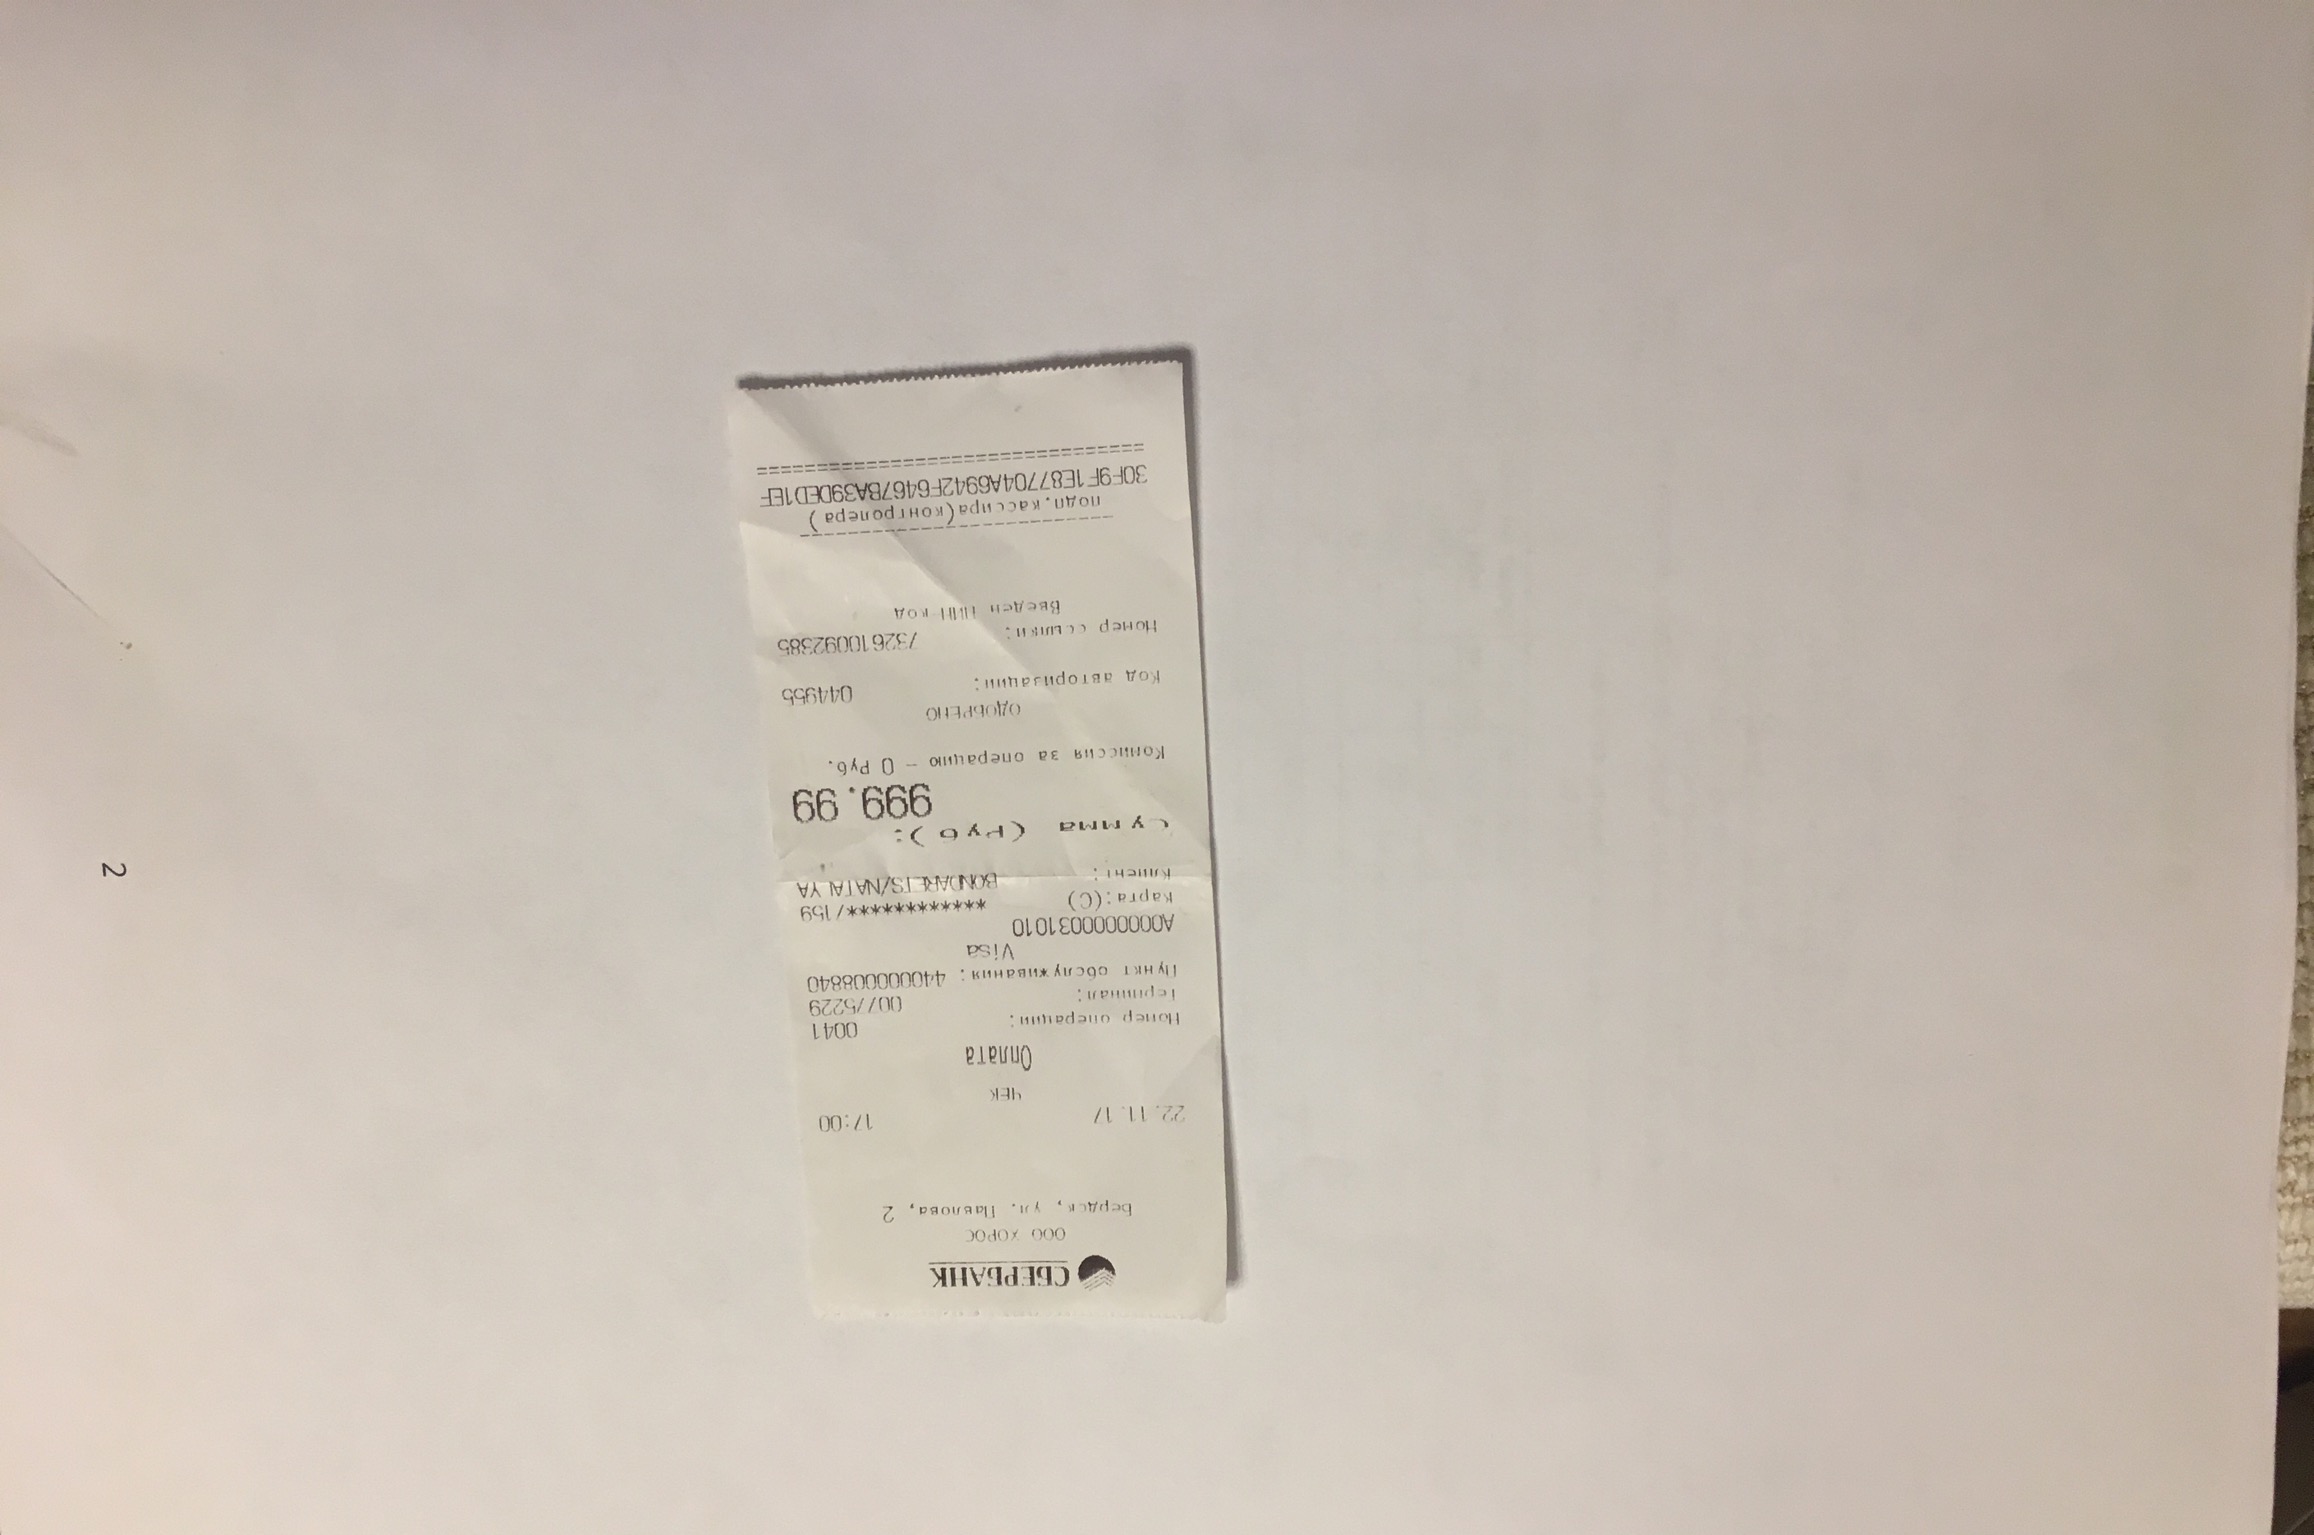 СБЕРБАНК
ООО ХОРОС
Бердск, ул. Павлова, 2
22.11.17 17:00
ЧЕК
Оплата
Номер операции: 0041
Терминал: 00775229
Пункт обслуживания: 440000008840
Visa
A0000000031010
Карта:(C) ************7159
Клиент: BONDARETS/NATALYA
Сумма (Руб):
999.99
Комиссия за операцию – 0 Руб.
ОДОБРЕНО
Код авторизации: 044955
Номер ссылки: 732610092385
Введен ПИН-код
подп.кассира(контролера)
30F9F1E87704A6942F6467BA39DED1EF
================================
2